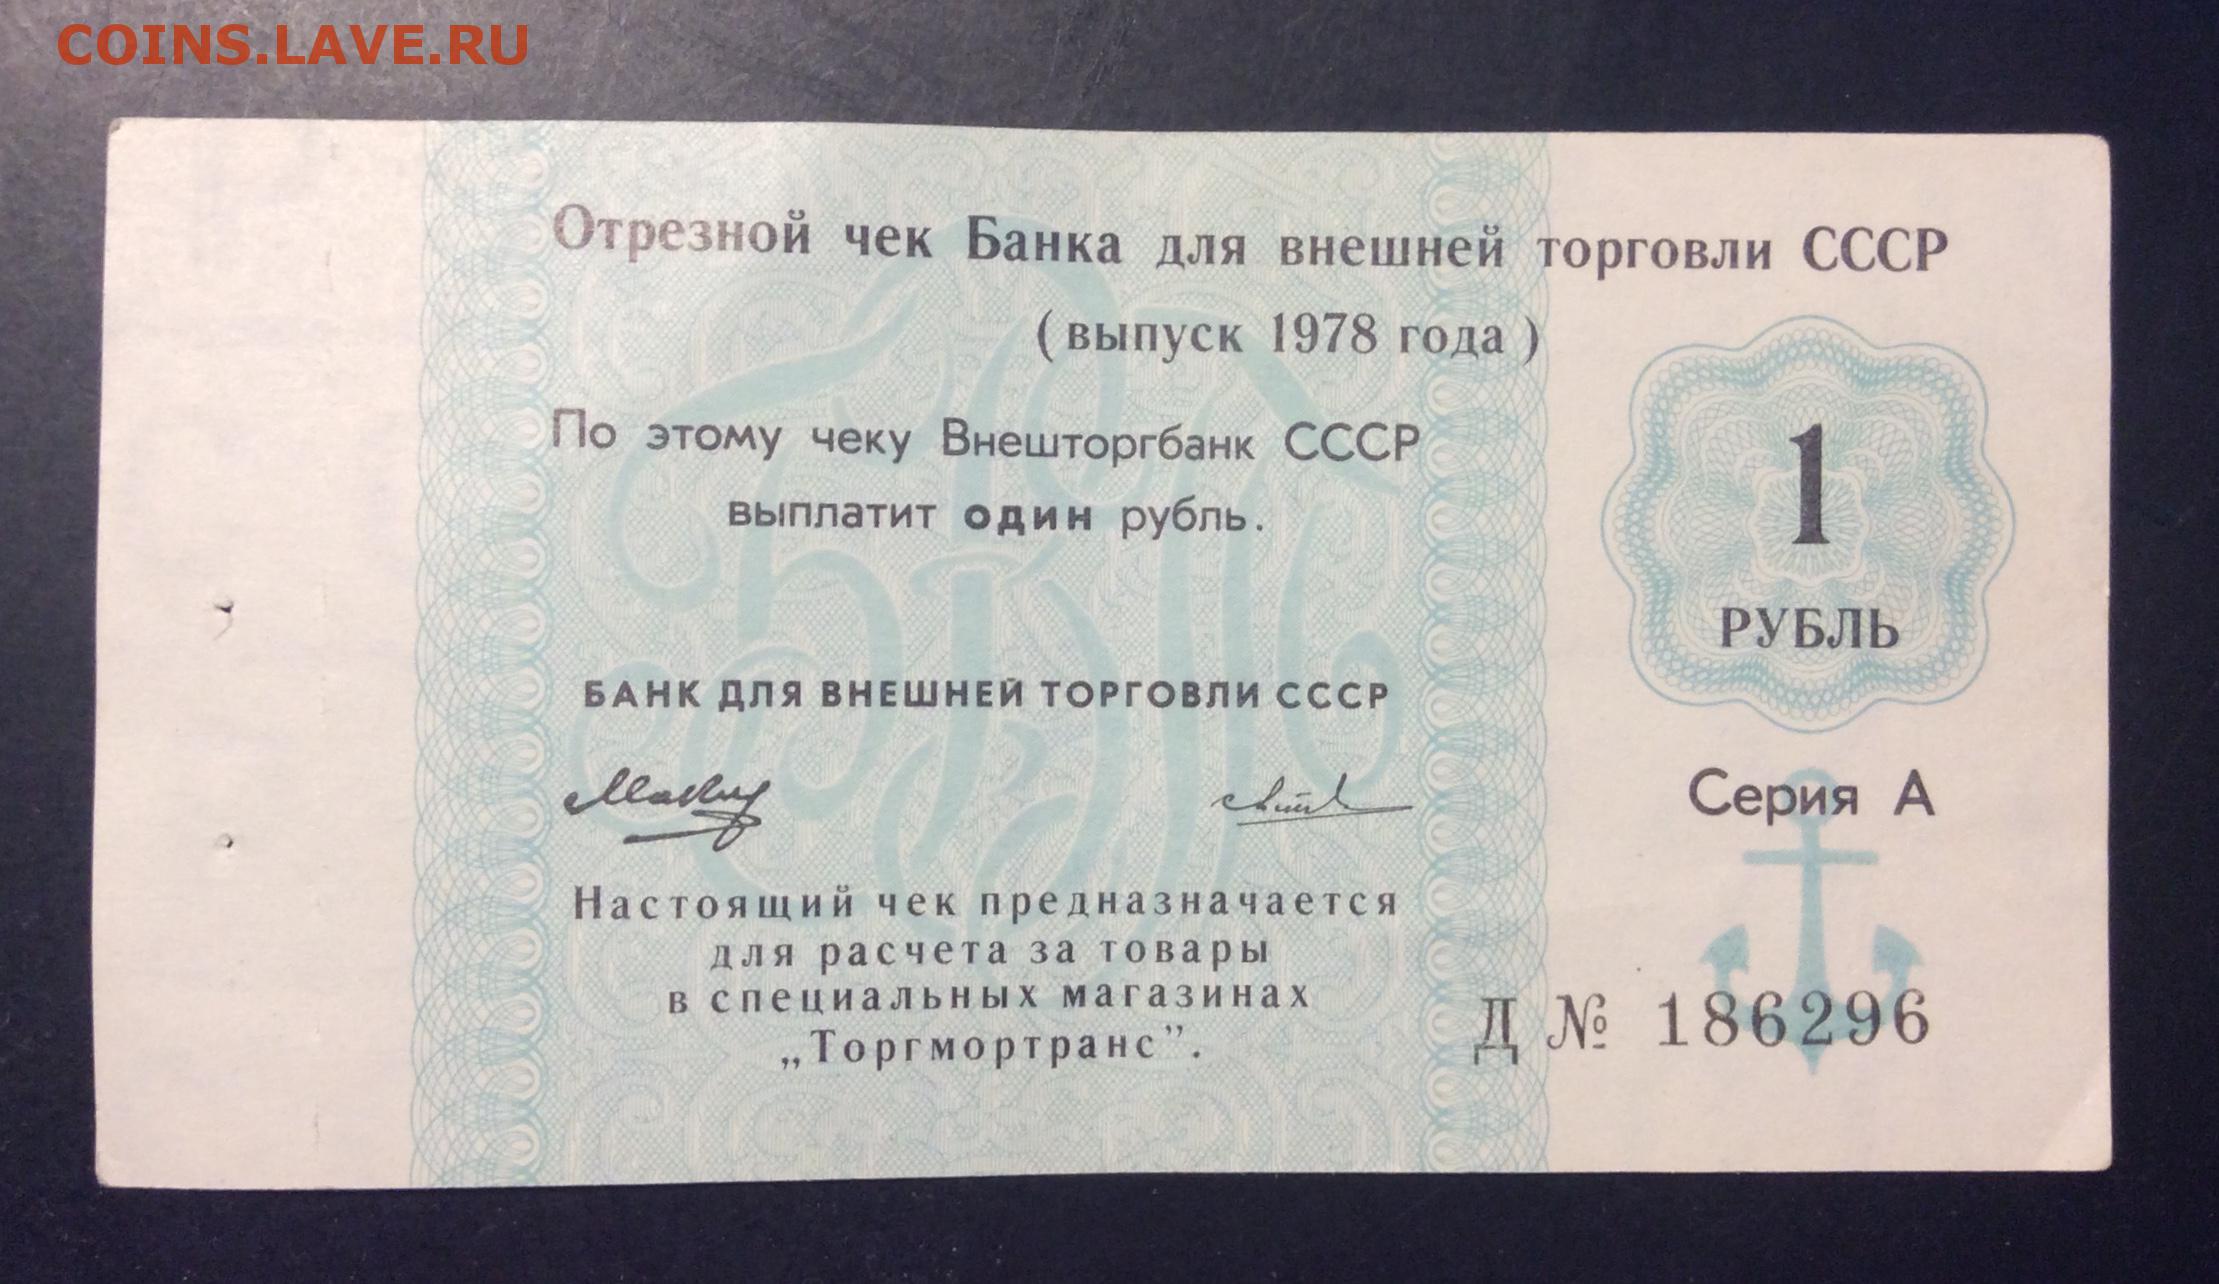 COINS.LAVE.RU
Отрезной чек Банка для внешней торговли СССР
( выпуск 1978 года )
По этому чеку Внешторгбанк СССР
выплатит один рубль.
1
РУБЛЬ
БАНК ДЛЯ ВНЕШНЕЙ ТОРГОВЛИ СССР
Серия А
Настоящий чек предназначается
для расчета за товары
в специальных магазинах
„Торгмортранс”.
Д № 186296